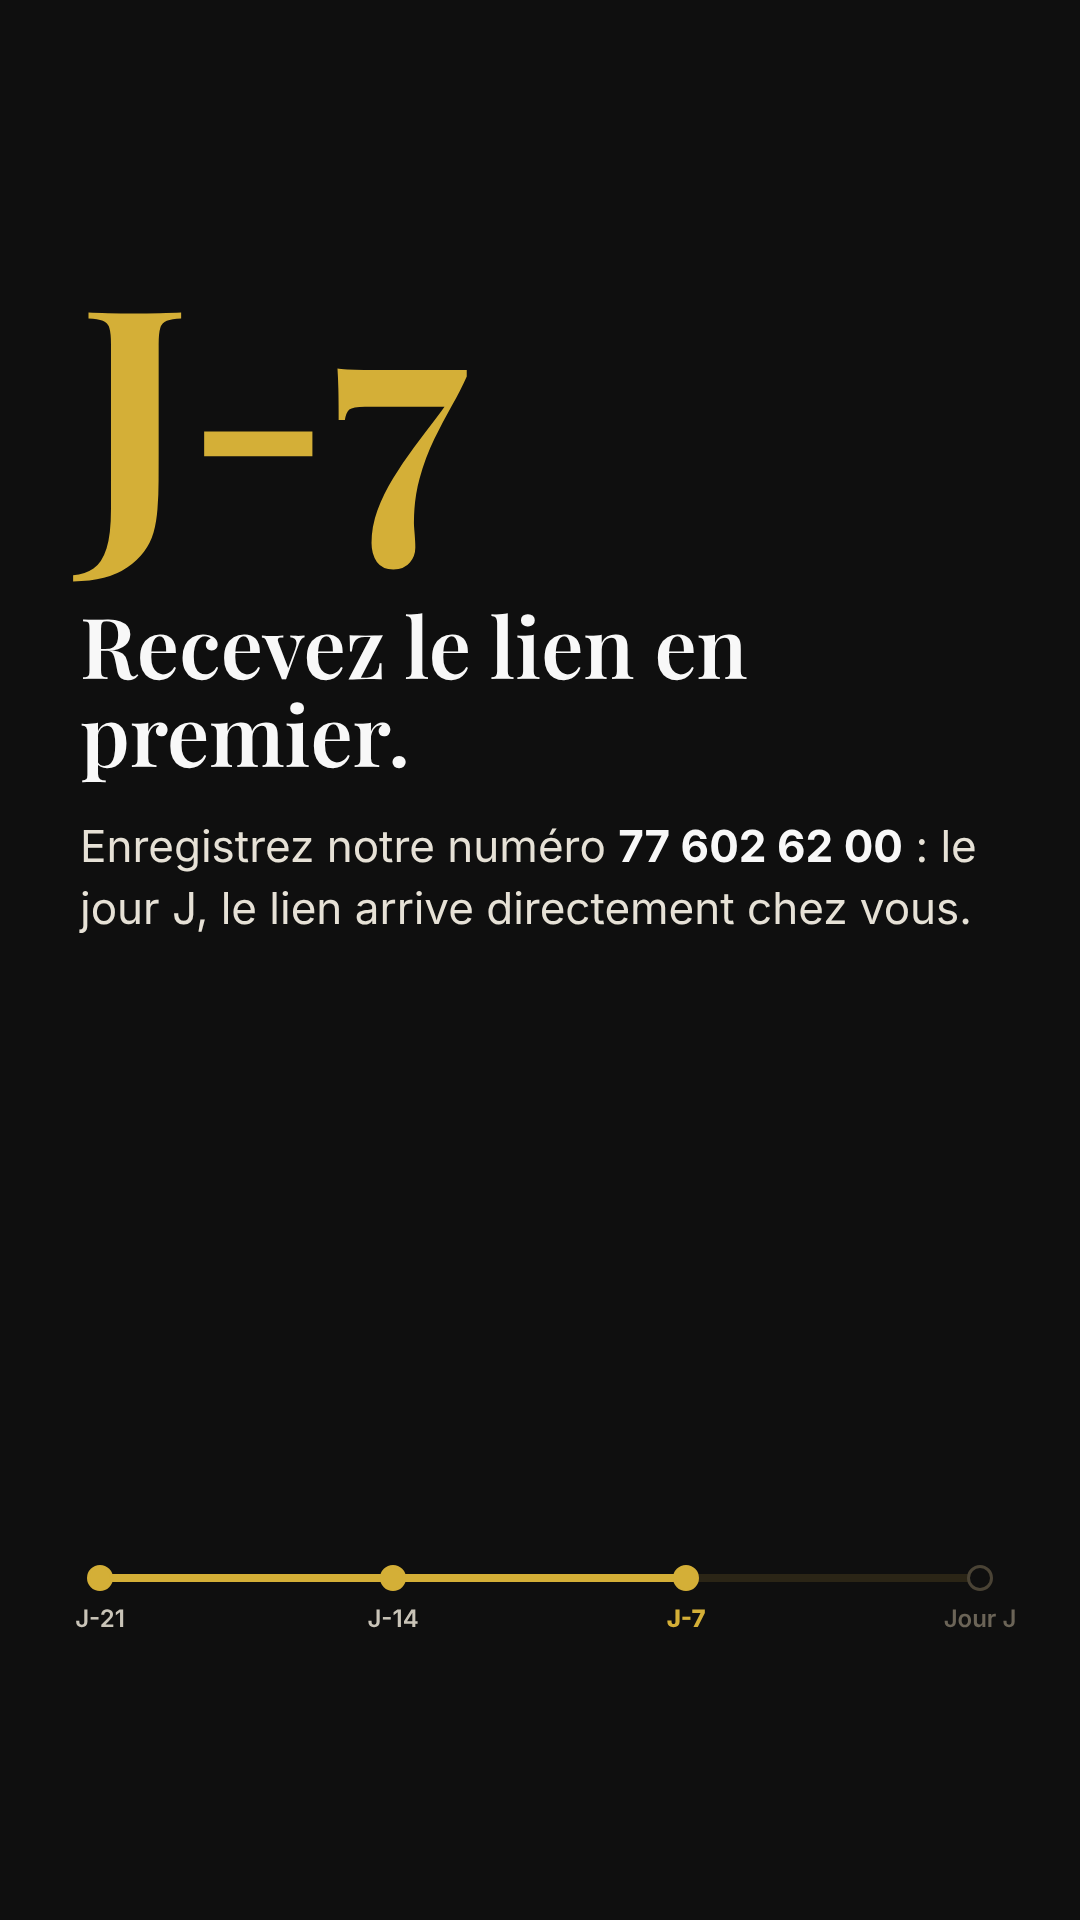 J–7
Recevez le lien en
premier.
Enregistrez notre numéro 77 602 62 00 : le
jour J, le lien arrive directement chez vous.
J-21
J-14
J-7
Jour J